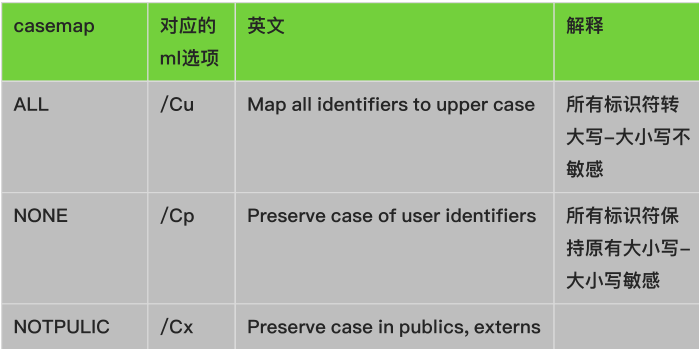 casemap 对应的 英文 解释
ml选项
ALL /Cu Map all identifiers to upper case 所有标识符转
大写-大小写不
敏感
NONE /Cp Preserve case of user identifiers 所有标识符保
持原有大小写-
大小写敏感
NOTPULIC /Cx Preserve case in publics, externs